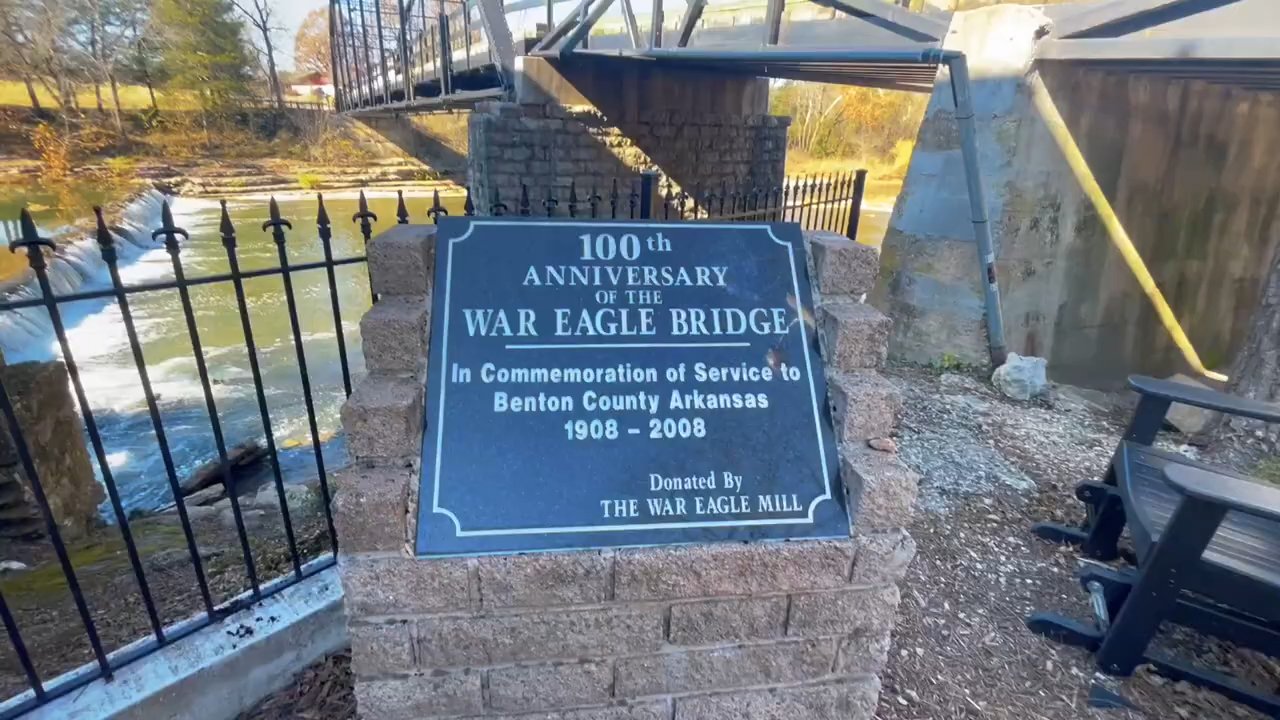 100th
ANNIVERSARY
OF THE
WAR EAGLE BRIDGE
In Commemoration of Service to
Benton County Arkansas
1908 - 2008
Donated By
THE WAR EAGLE MILL